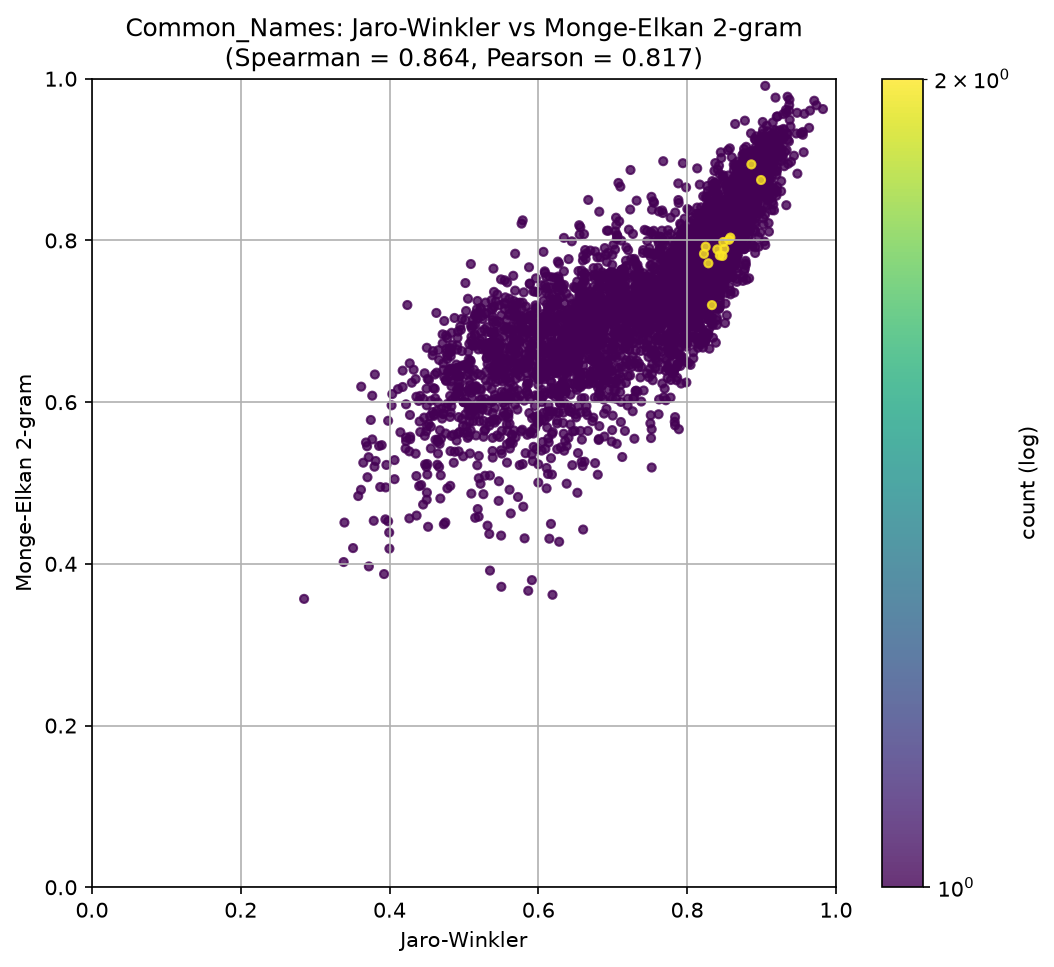 Common_Names: Jaro-Winkler vs Monge-Elkan 2-gram
(Spearman = 0.864, Pearson = 0.817)
1.0
0.8
0.6
0.4
0.2
0.0
Monge-Elkan 2-gram
0.0 0.2 0.4 0.6 0.8 1.0
Jaro-Winkler
2 × 10⁰
10⁰
count (log)